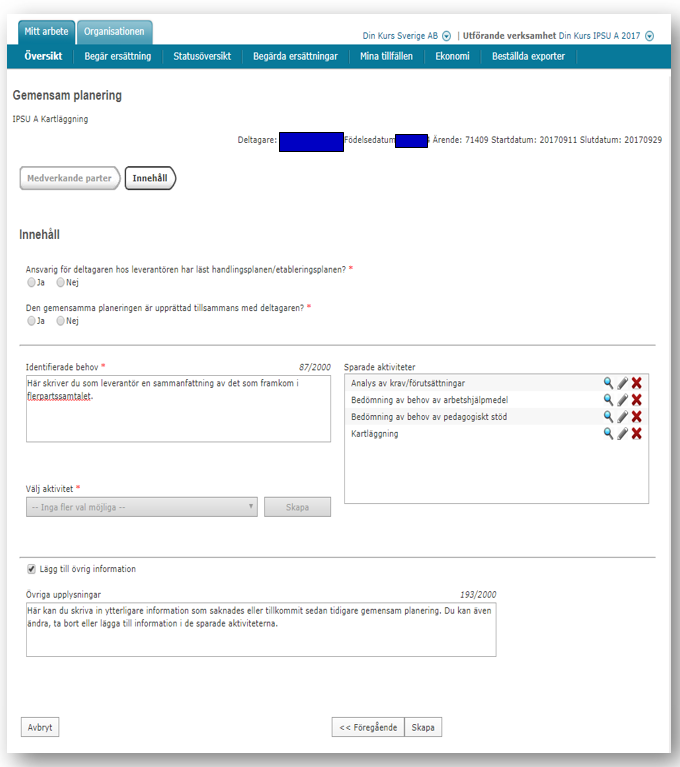 Mitt arbete Organisationen
Din Kurs Sverige AB | Utförande verksamhet Din Kurs IPSU A 2017
Översikt Begär ersättning Statusöversikt Begärda ersättningar Mina tillfällen Ekonomi Beställda exporter
Gemensam planering
IPSU A Kartläggning
Deltagare: Födelsedatum Ärende: 71409 Startdatum: 20170911 Slutdatum: 20170929
Medverkande parter Innehåll
Innehåll
Ansvarig för deltagaren hos leverantören har läst handlingsplanen/etableringsplanen? *
Ja Nej
Den gemensamma planeringen är upprättad tillsammans med deltagaren? *
Ja Nej
Identifierade behov * 87/2000
Här skriver du som leverantör en sammanfattning av det som framkom i
flerpartssamtalet.
Sparade aktiviteter
Analys av krav/förutsättningar
Bedömning av behov av arbetshjälpmedel
Bedömning av behov av pedagogiskt stöd
Kartläggning
Välj aktivitet *
-- Inga fler val möjliga -- Skapa
Lägg till övrig information
Övriga upplysningar 193/2000
Här kan du skriva in ytterligare information som saknades eller tillkommit sedan tidigare gemensam planering. Du kan även
ändra, ta bort eller lägga till information i de sparade aktiviteterna.
Avbryt << Föregående Skapa